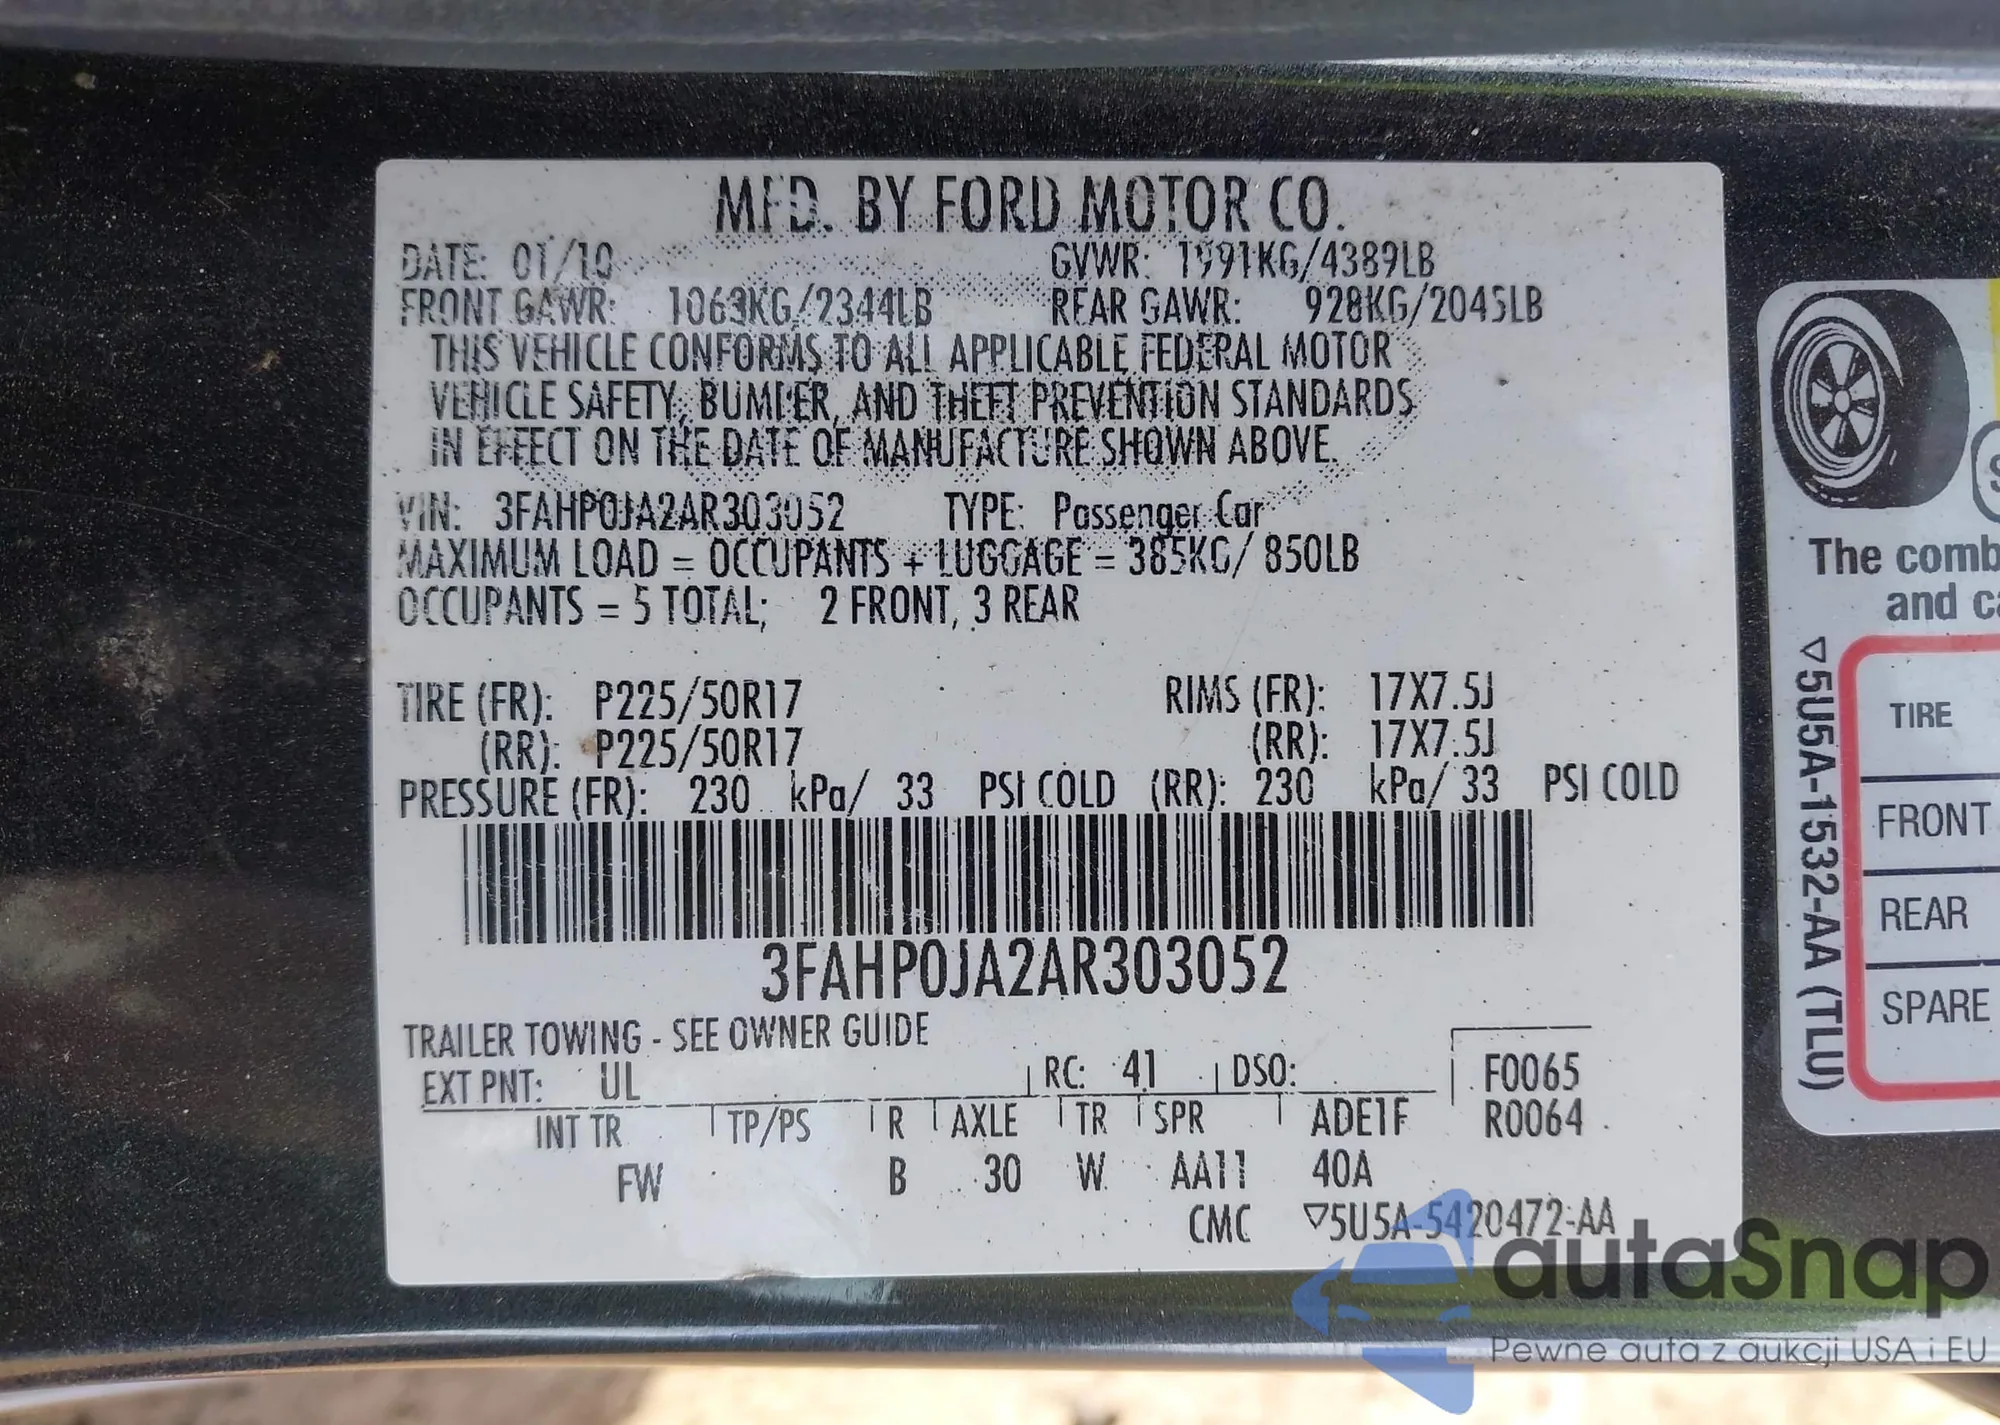 MFD. BY FORD MOTOR CO.
DATE: 01/10 GVWR: 1991KG/4389LB
FRONT GAWR: 1063KG/2344LB REAR GAWR: 928KG/2045LB
THIS VEHICLE CONFORMS TO ALL APPLICABLE FEDERAL MOTOR
VEHICLE SAFETY, BUMPER, AND THEFT PREVENTION STANDARDS
IN EFFECT ON THE DATE OF MANUFACTURE SHOWN ABOVE.
VIN: 3FAHP0JA2AR303052 TYPE: Passenger Car
MAXIMUM LOAD = OCCUPANTS + LUGGAGE = 385KG/ 850LB
OCCUPANTS = 5 TOTAL; 2 FRONT, 3 REAR
TIRE (FR): P225/50R17 RIMS (FR): 17X7.5J
(RR): P225/50R17 (RR): 17X7.5J
PRESSURE (FR): 230 kPa/ 33 PSI COLD (RR): 230 kPa/ 33 PSI COLD
3FAHP0JA2AR303052
TRAILER TOWING - SEE OWNER GUIDE
EXT PNT: UL RC: 41 DSO: F0065
INT TR TP/PS R AXLE TR SPR ADE1F R0064
FW B 30 W AA11 40A
CMC ▽5U5A-5420472-AA
The comb
and ca
▽5U5A-1532-AA (TLU)
TIRE
FRONT
REAR
SPARE
autaSnap
Pewne auta z aukcji USA i EU